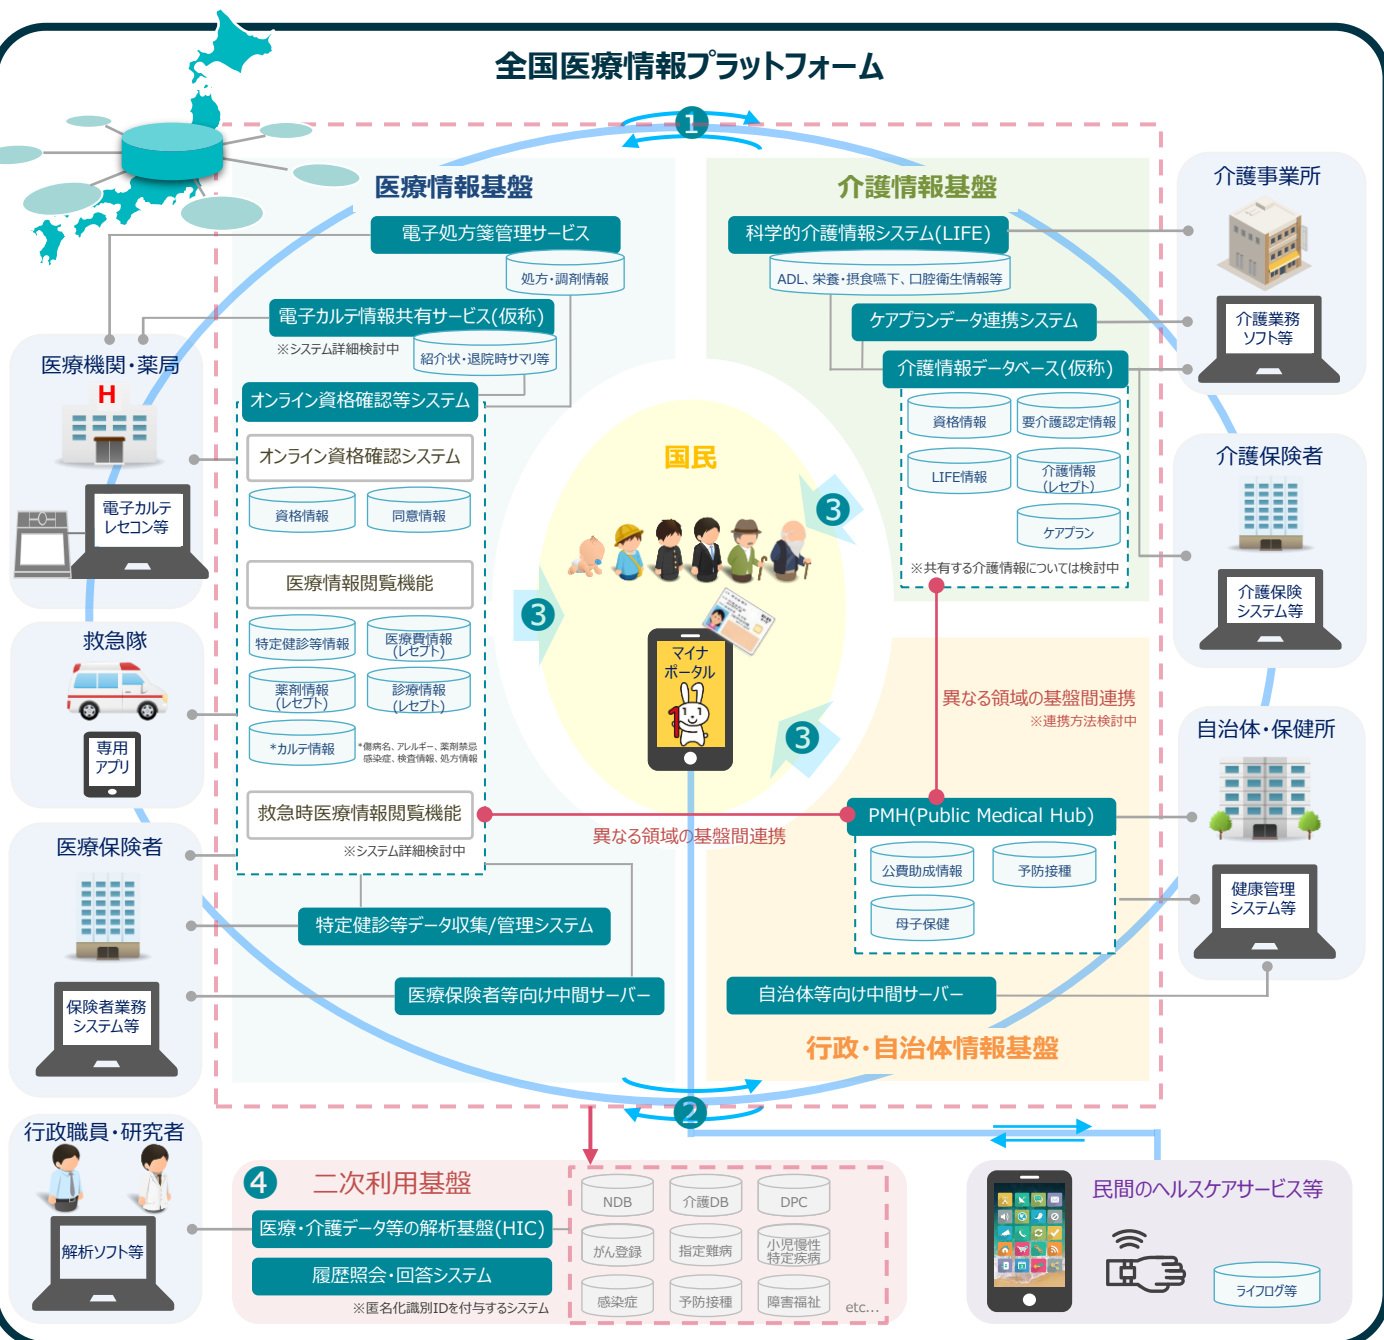 全国医療情報プラットフォーム
1
医療情報基盤
電子処方箋管理サービス
処方・調剤情報
電子カルテ情報共有サービス(仮称)
※システム詳細検討中
紹介状・退院時サマリ等
オンライン資格確認等システム
オンライン資格確認システム
資格情報
同意情報
医療情報閲覧機能
特定健診等情報
医療費情報
(レセプト)
薬剤情報
(レセプト)
診療情報
(レセプト)
*カルテ情報
*傷病名、アレルギー、薬剤禁忌
感染症、検査情報、処方情報
救急時医療情報閲覧機能
※システム詳細検討中
特定健診等データ収集/管理システム
医療保険者等向け中間サーバー
介護情報基盤
科学的介護情報システム(LIFE)
ADL、栄養・摂食嚥下、口腔衛生情報等
ケアプランデータ連携システム
介護情報データベース(仮称)
資格情報
要介護認定情報
LIFE情報
介護情報
(レセプト)
ケアプラン
※共有する介護情報については検討中
国民
3
3
3
マイナ
ポータル
1
異なる領域の基盤間連携
※連携方法検討中
異なる領域の基盤間連携
PMH(Public Medical Hub)
公費助成情報
予防接種
母子保健
自治体等向け中間サーバー
行政・自治体情報基盤
2
医療機関・薬局
H
電子カルテ
レセコン等
救急隊
専用
アプリ
医療保険者
保険者業務
システム等
行政職員・研究者
解析ソフト等
介護事業所
介護業務
ソフト等
介護保険者
介護保険
システム等
自治体・保健所
健康管理
システム等
4
二次利用基盤
医療・介護データ等の解析基盤(HIC)
履歴照会・回答システム
※匿名化識別IDを付与するシステム
NDB
介護DB
DPC
がん登録
指定難病
小児慢性
特定疾病
感染症
予防接種
障害福祉
etc...
民間のヘルスケアサービス等
ライフログ等